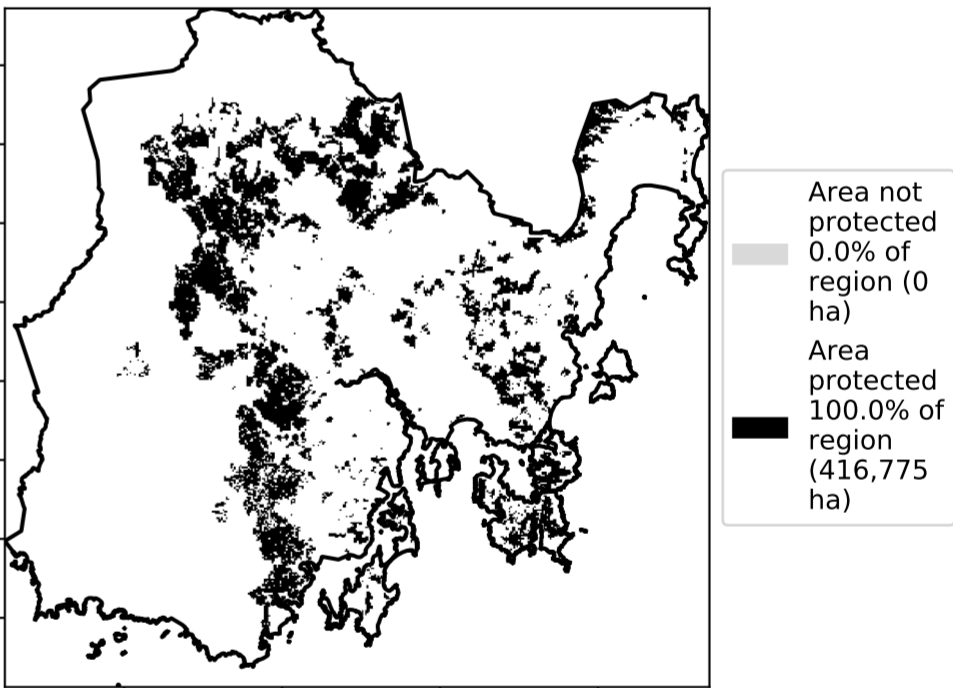 Area not
protected
0.0% of
region (0
ha)
Area
protected
100.0% of
region
(416,775
ha)